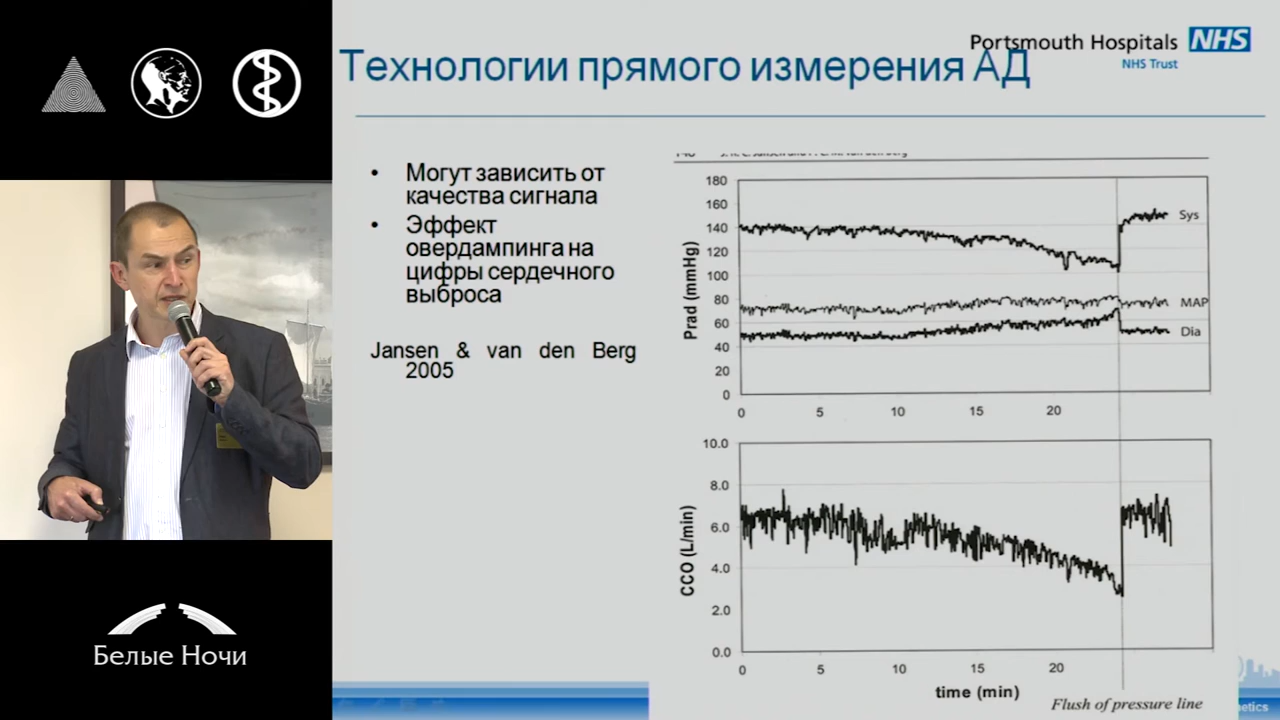 Технологии прямого измерения АД
Portsmouth Hospitals NHS
NHS Trust
• Могут зависить от
качества сигнала
• Эффект
овердампинга на
цифры сердечного
выброса
Jansen & van den Berg
2005
Prad (mmHg)
180
160
140
120
100
80
60
40
20
0
Sys
MAP
Dia
0 5 10 15 20
CCO (L/min)
10.0
8.0
6.0
4.0
2.0
0.0
0 5 10 15 20
time (min)
Flush of pressure line
Белые Ночи